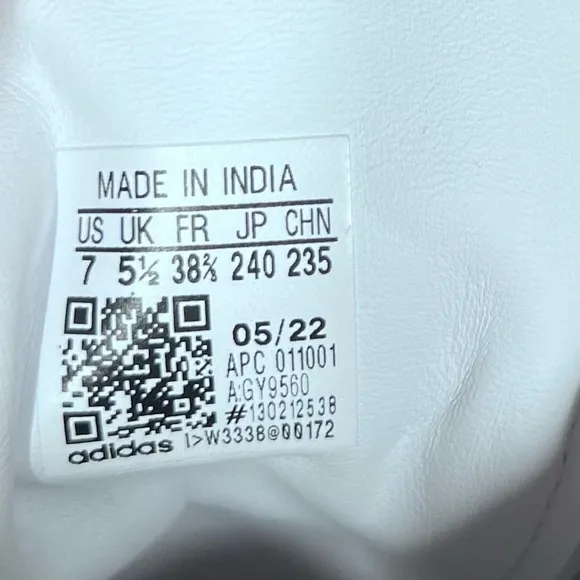 MADE IN INDIA
US UK FR JP CHN
7 5½ 38⅔ 240 235
05/22
APC 011001
A:GY9560
#130212538
adidas I>W3338@00172